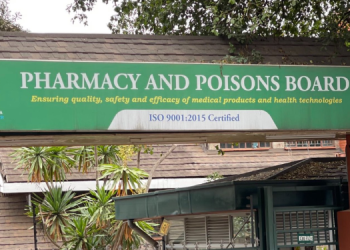 PHARMACY AND POISONS BOARD
Ensuring quality, safety and efficacy of medical products and health technologies
ISO 9001:2015 Certified